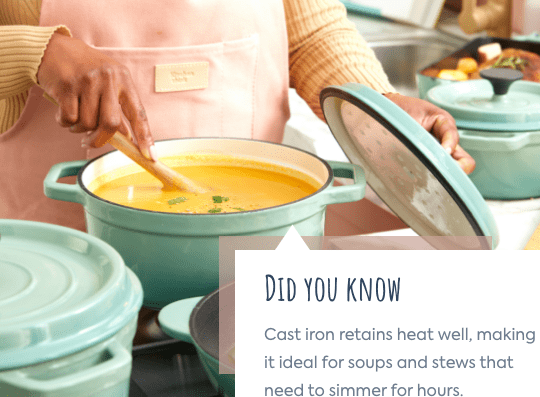 Did you know
Cast iron retains heat well, making
it ideal for soups and stews that
need to simmer for hours.